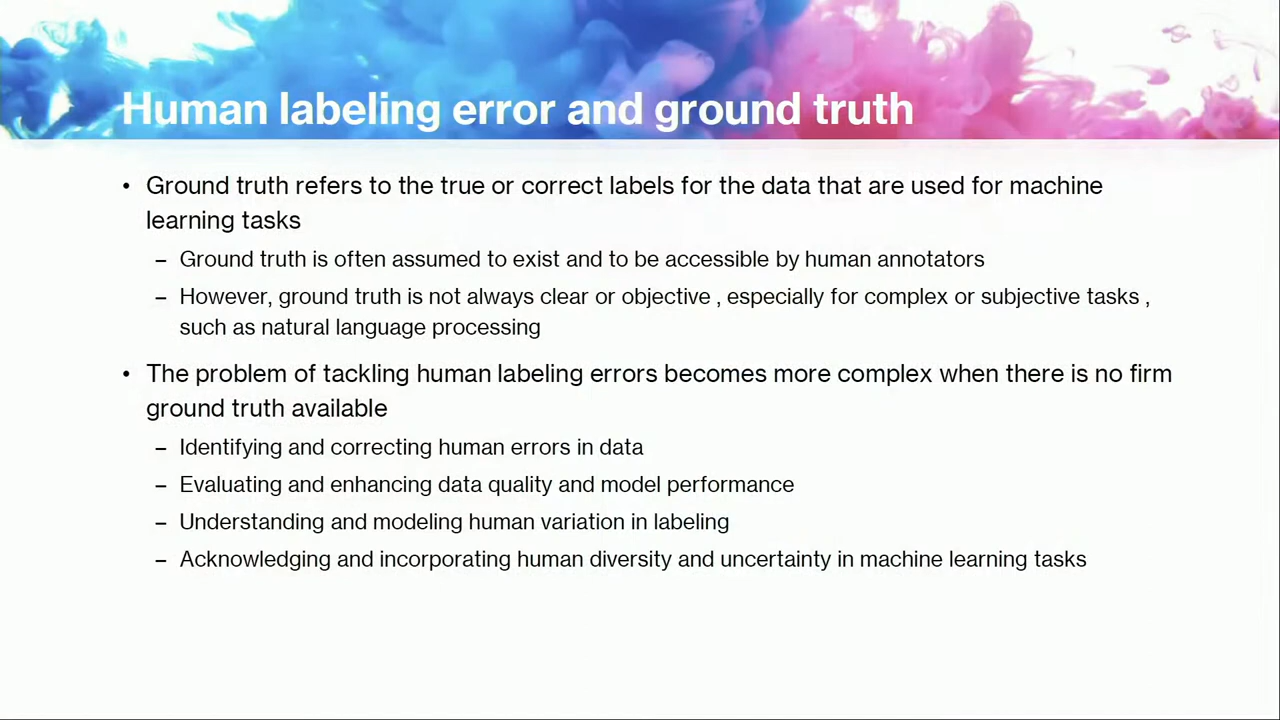 Human labeling error and ground truth
• Ground truth refers to the true or correct labels for the data that are used for machine
learning tasks
– Ground truth is often assumed to exist and to be accessible by human annotators
– However, ground truth is not always clear or objective , especially for complex or subjective tasks ,
such as natural language processing
• The problem of tackling human labeling errors becomes more complex when there is no firm
ground truth available
– Identifying and correcting human errors in data
– Evaluating and enhancing data quality and model performance
– Understanding and modeling human variation in labeling
– Acknowledging and incorporating human diversity and uncertainty in machine learning tasks